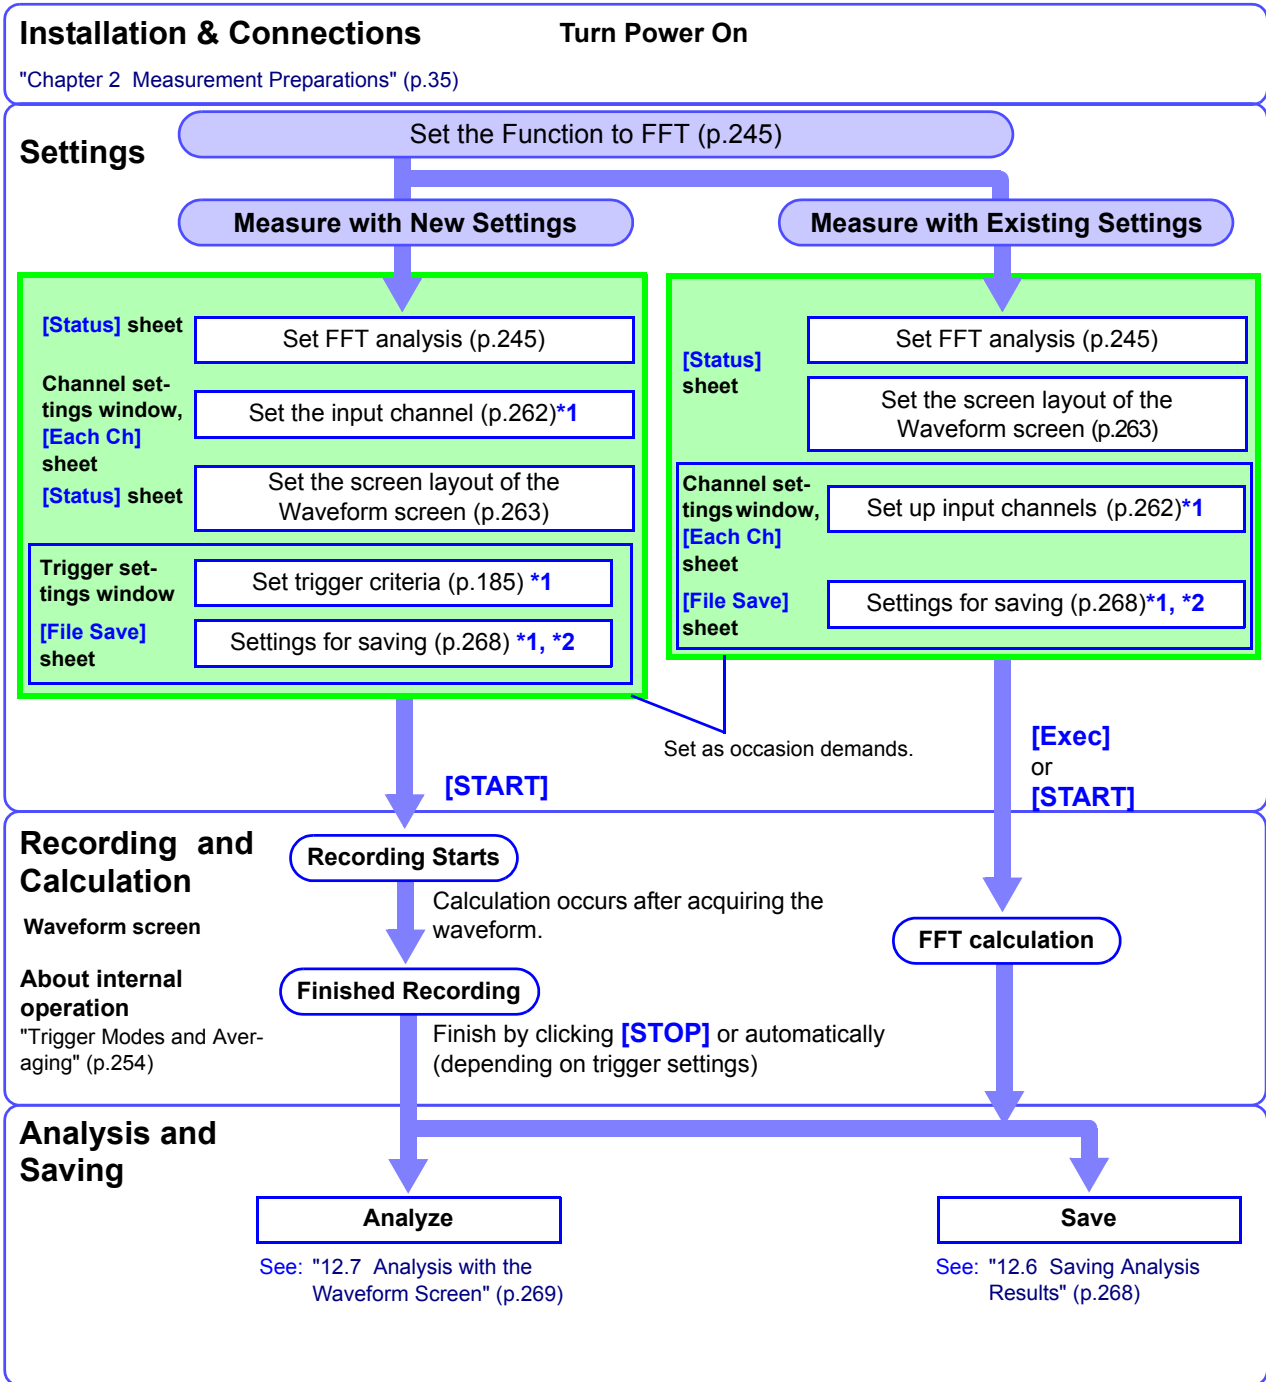 Installation & Connections
Turn Power On
"Chapter 2  Measurement Preparations" (p.35)
Settings
Set the Function to FFT (p.245)
Measure with New Settings
Measure with Existing Settings
[Status] sheet
Set FFT analysis (p.245)
Channel set-
tings window,
[Each Ch]
sheet
Set the input channel (p.262)*1
[Status] sheet
Set the screen layout of the
Waveform screen (p.263)
Trigger set-
tings window
Set trigger criteria (p.185) *1
[File Save]
sheet
Settings for saving (p.268) *1, *2
[Status]
sheet
Set FFT analysis (p.245)
Set the screen layout of the
Waveform screen (p.263)
Channel set-
tings window,
[Each Ch]
sheet
Set up input channels (p.262)*1
[File Save]
sheet
Settings for saving (p.268)*1, *2
Set as occasion demands.
[START]
[Exec]
or
[START]
Recording and
Calculation
Waveform screen
About internal
operation
"Trigger Modes and Aver-
aging" (p.254)
Recording Starts
Calculation occurs after acquiring the
waveform.
Finished Recording
Finish by clicking [STOP] or automatically
(depending on trigger settings)
FFT calculation
Analysis and
Saving
Analyze
See: "12.7  Analysis with the
Waveform Screen" (p.269)
Save
See: "12.6  Saving Analysis
Results" (p.268)